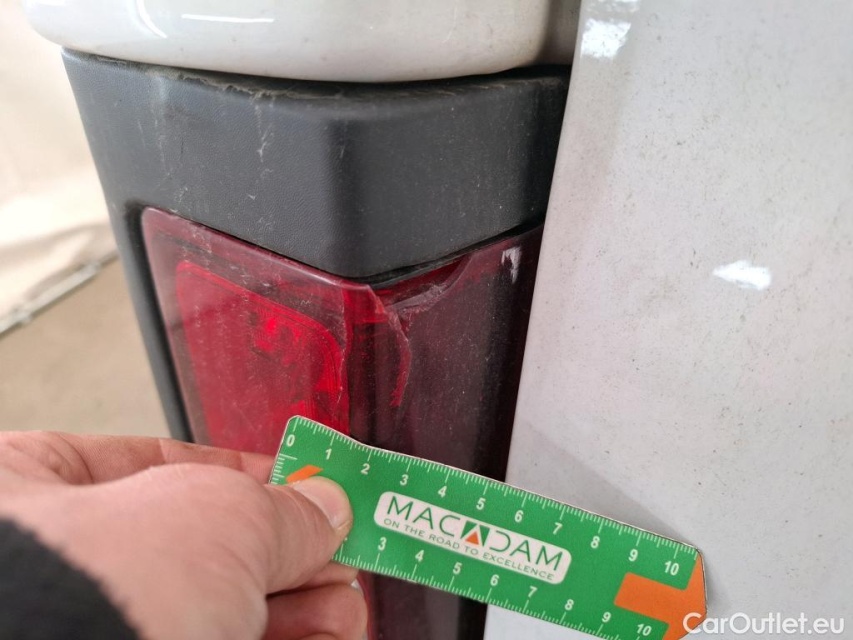 0 1 2 3 4 5 6 7 8 9 10
MACADAM
ON THE ROAD TO EXCELLENCE
3 4 5 6 7 8 9 10
CarOutlet.eu